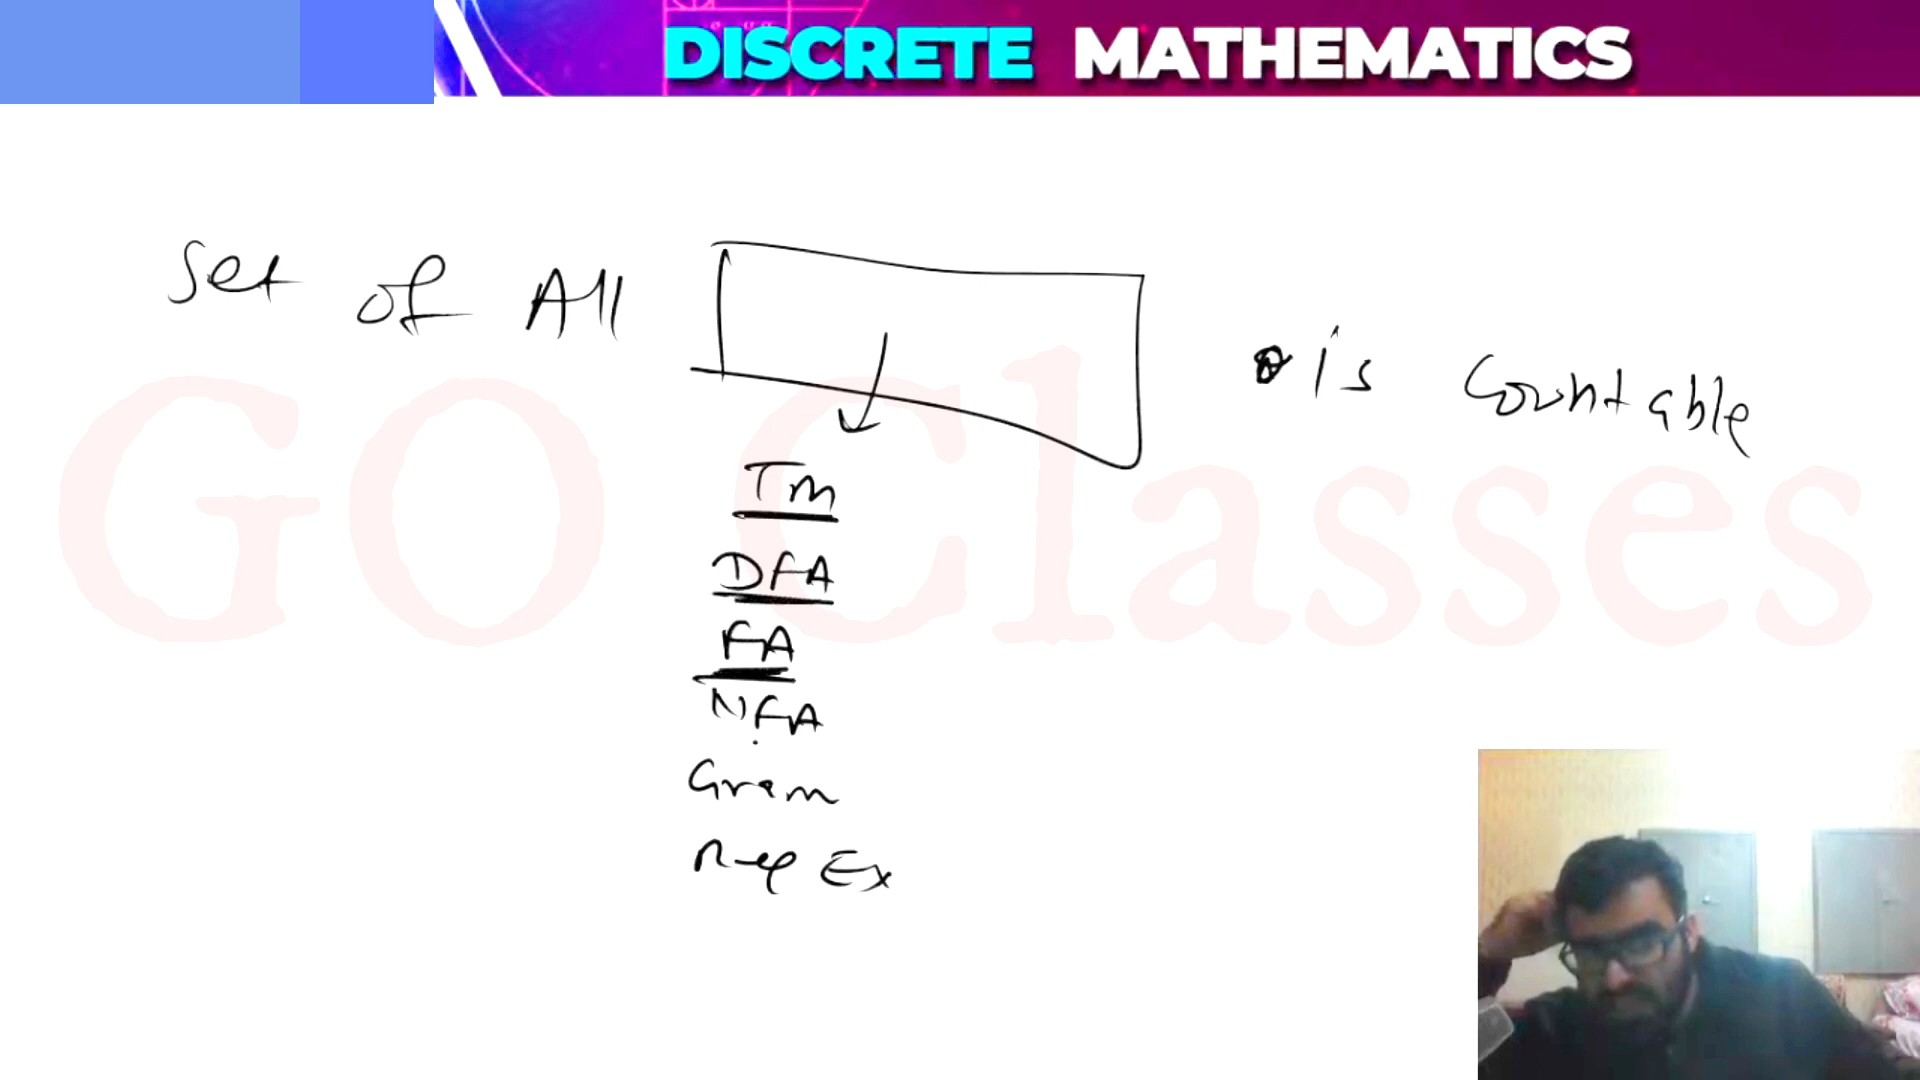 DISCRETE MATHEMATICS
Set of All is Countable
Tm
DFA
FA
NFA
Gram
Reg Ex
GO Classes